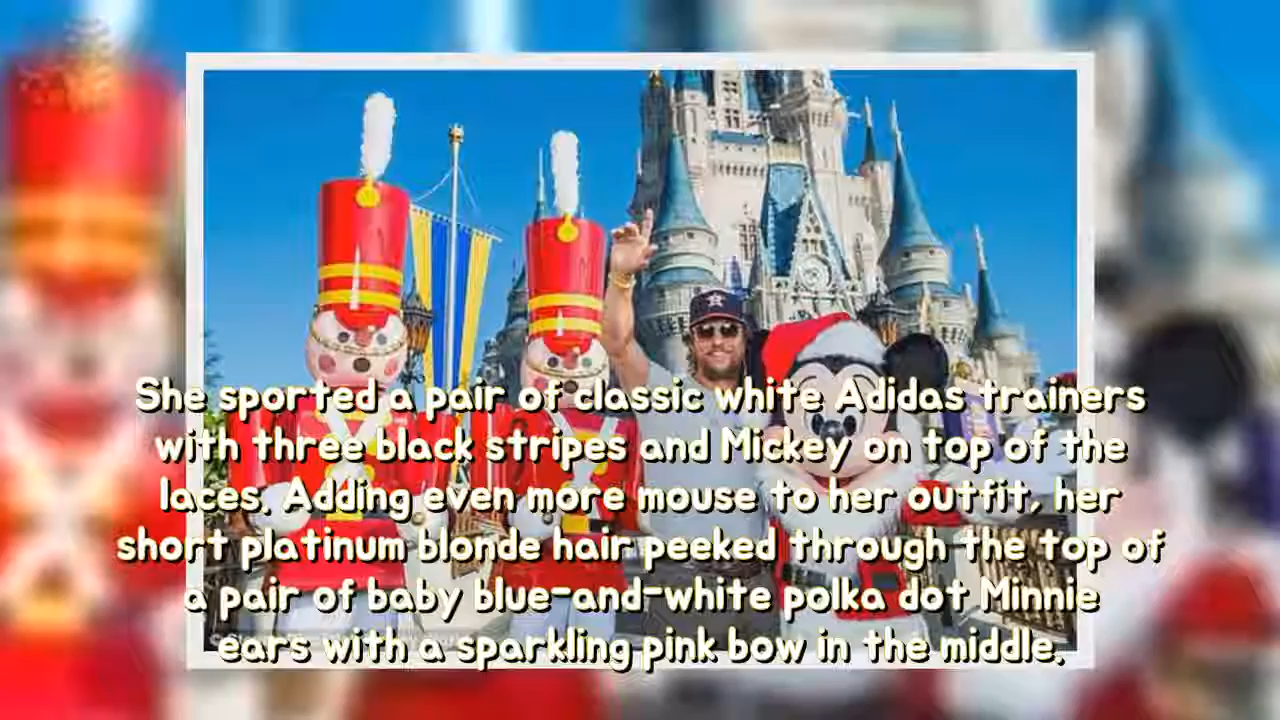 She sported a pair of classic white Adidas trainers
with three black stripes and Mickey on top of the
laces. Adding even more mouse to her outfit, her
short platinum blonde hair peeked through the top of
a pair of baby blue-and-white polka dot Minnie
ears with a sparkling pink bow in the middle.